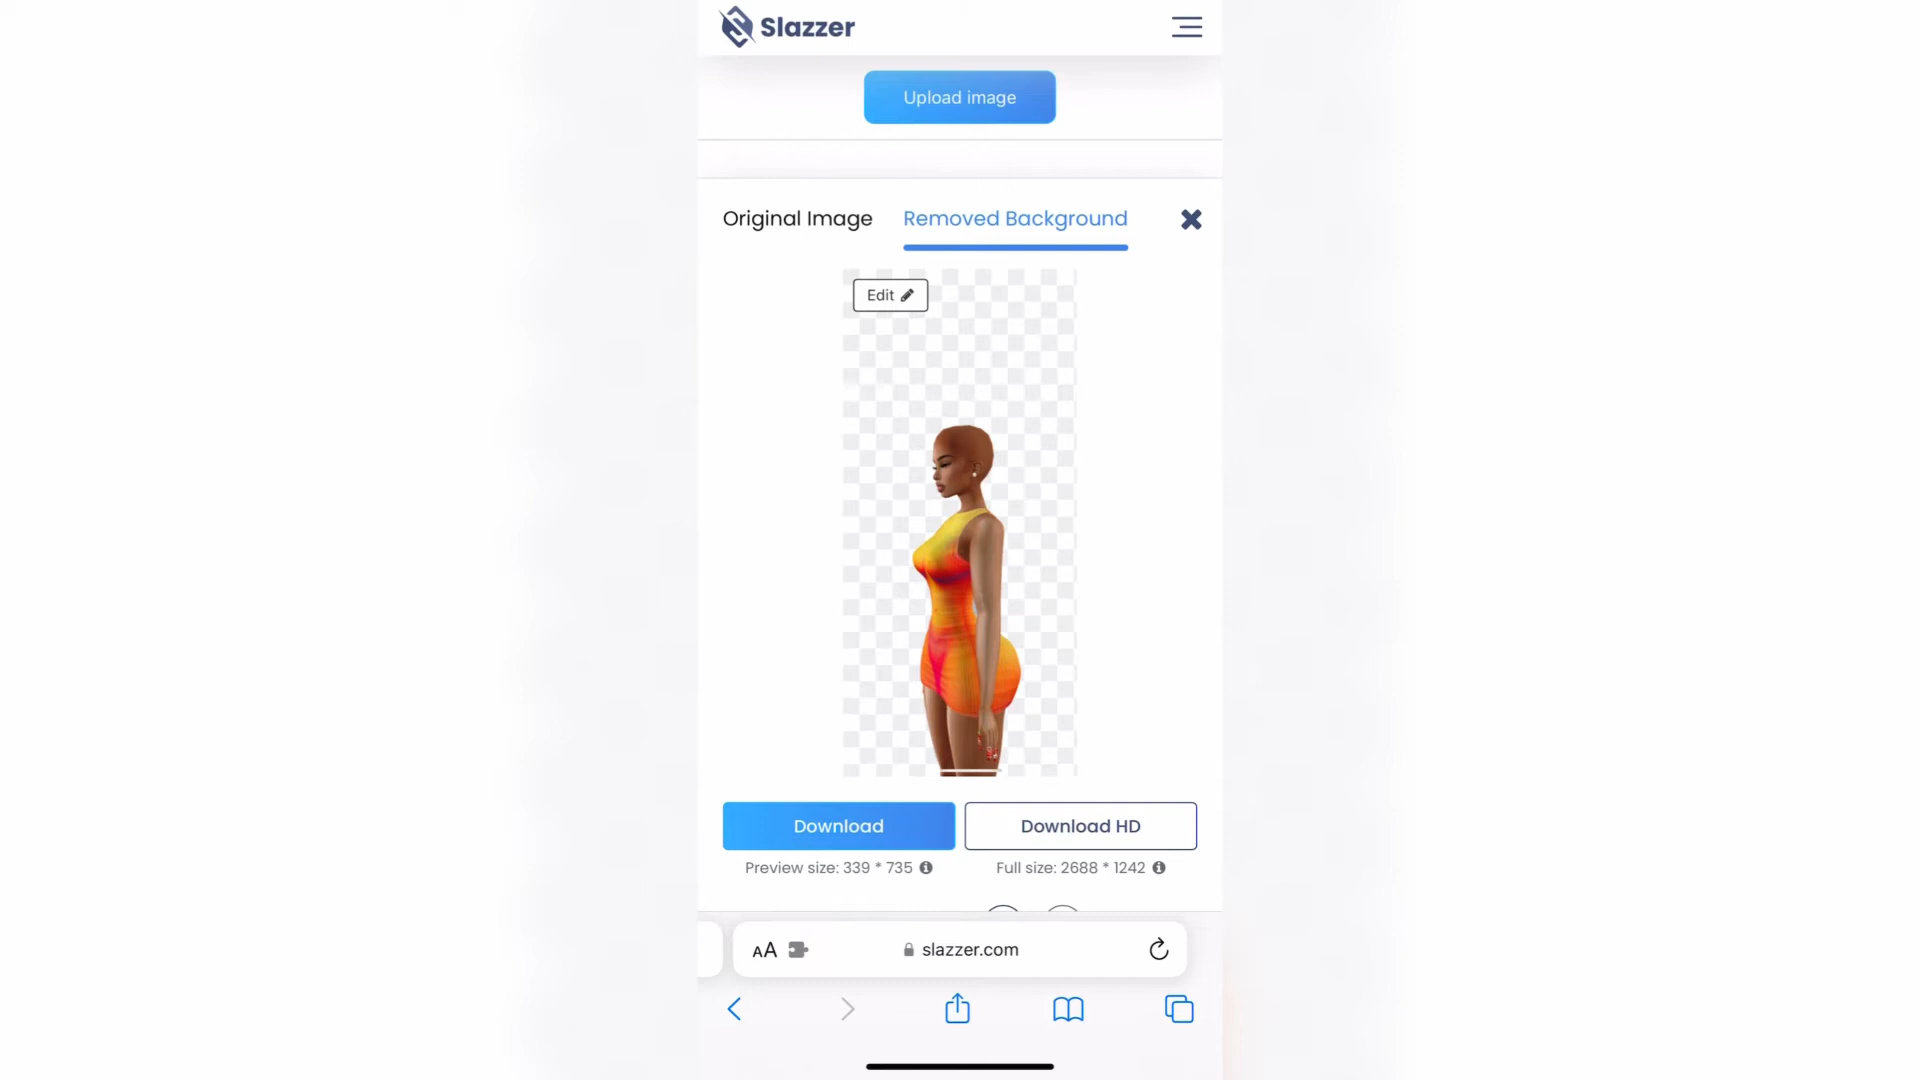 Slazzer
Upload image
Original Image
Removed Background
Edit
Download
Download HD
Preview size: 339 * 735
Full size: 2688 * 1242
AA
slazzer.com